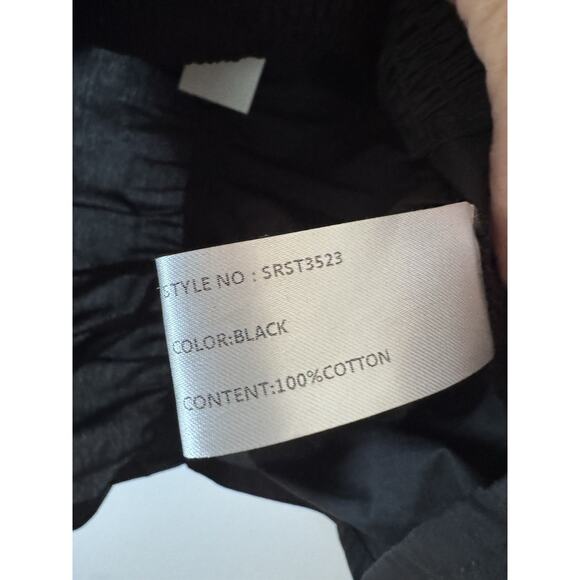 STYLE NO : SRST3523
COLOR:BLACK
CONTENT:100%COTTON